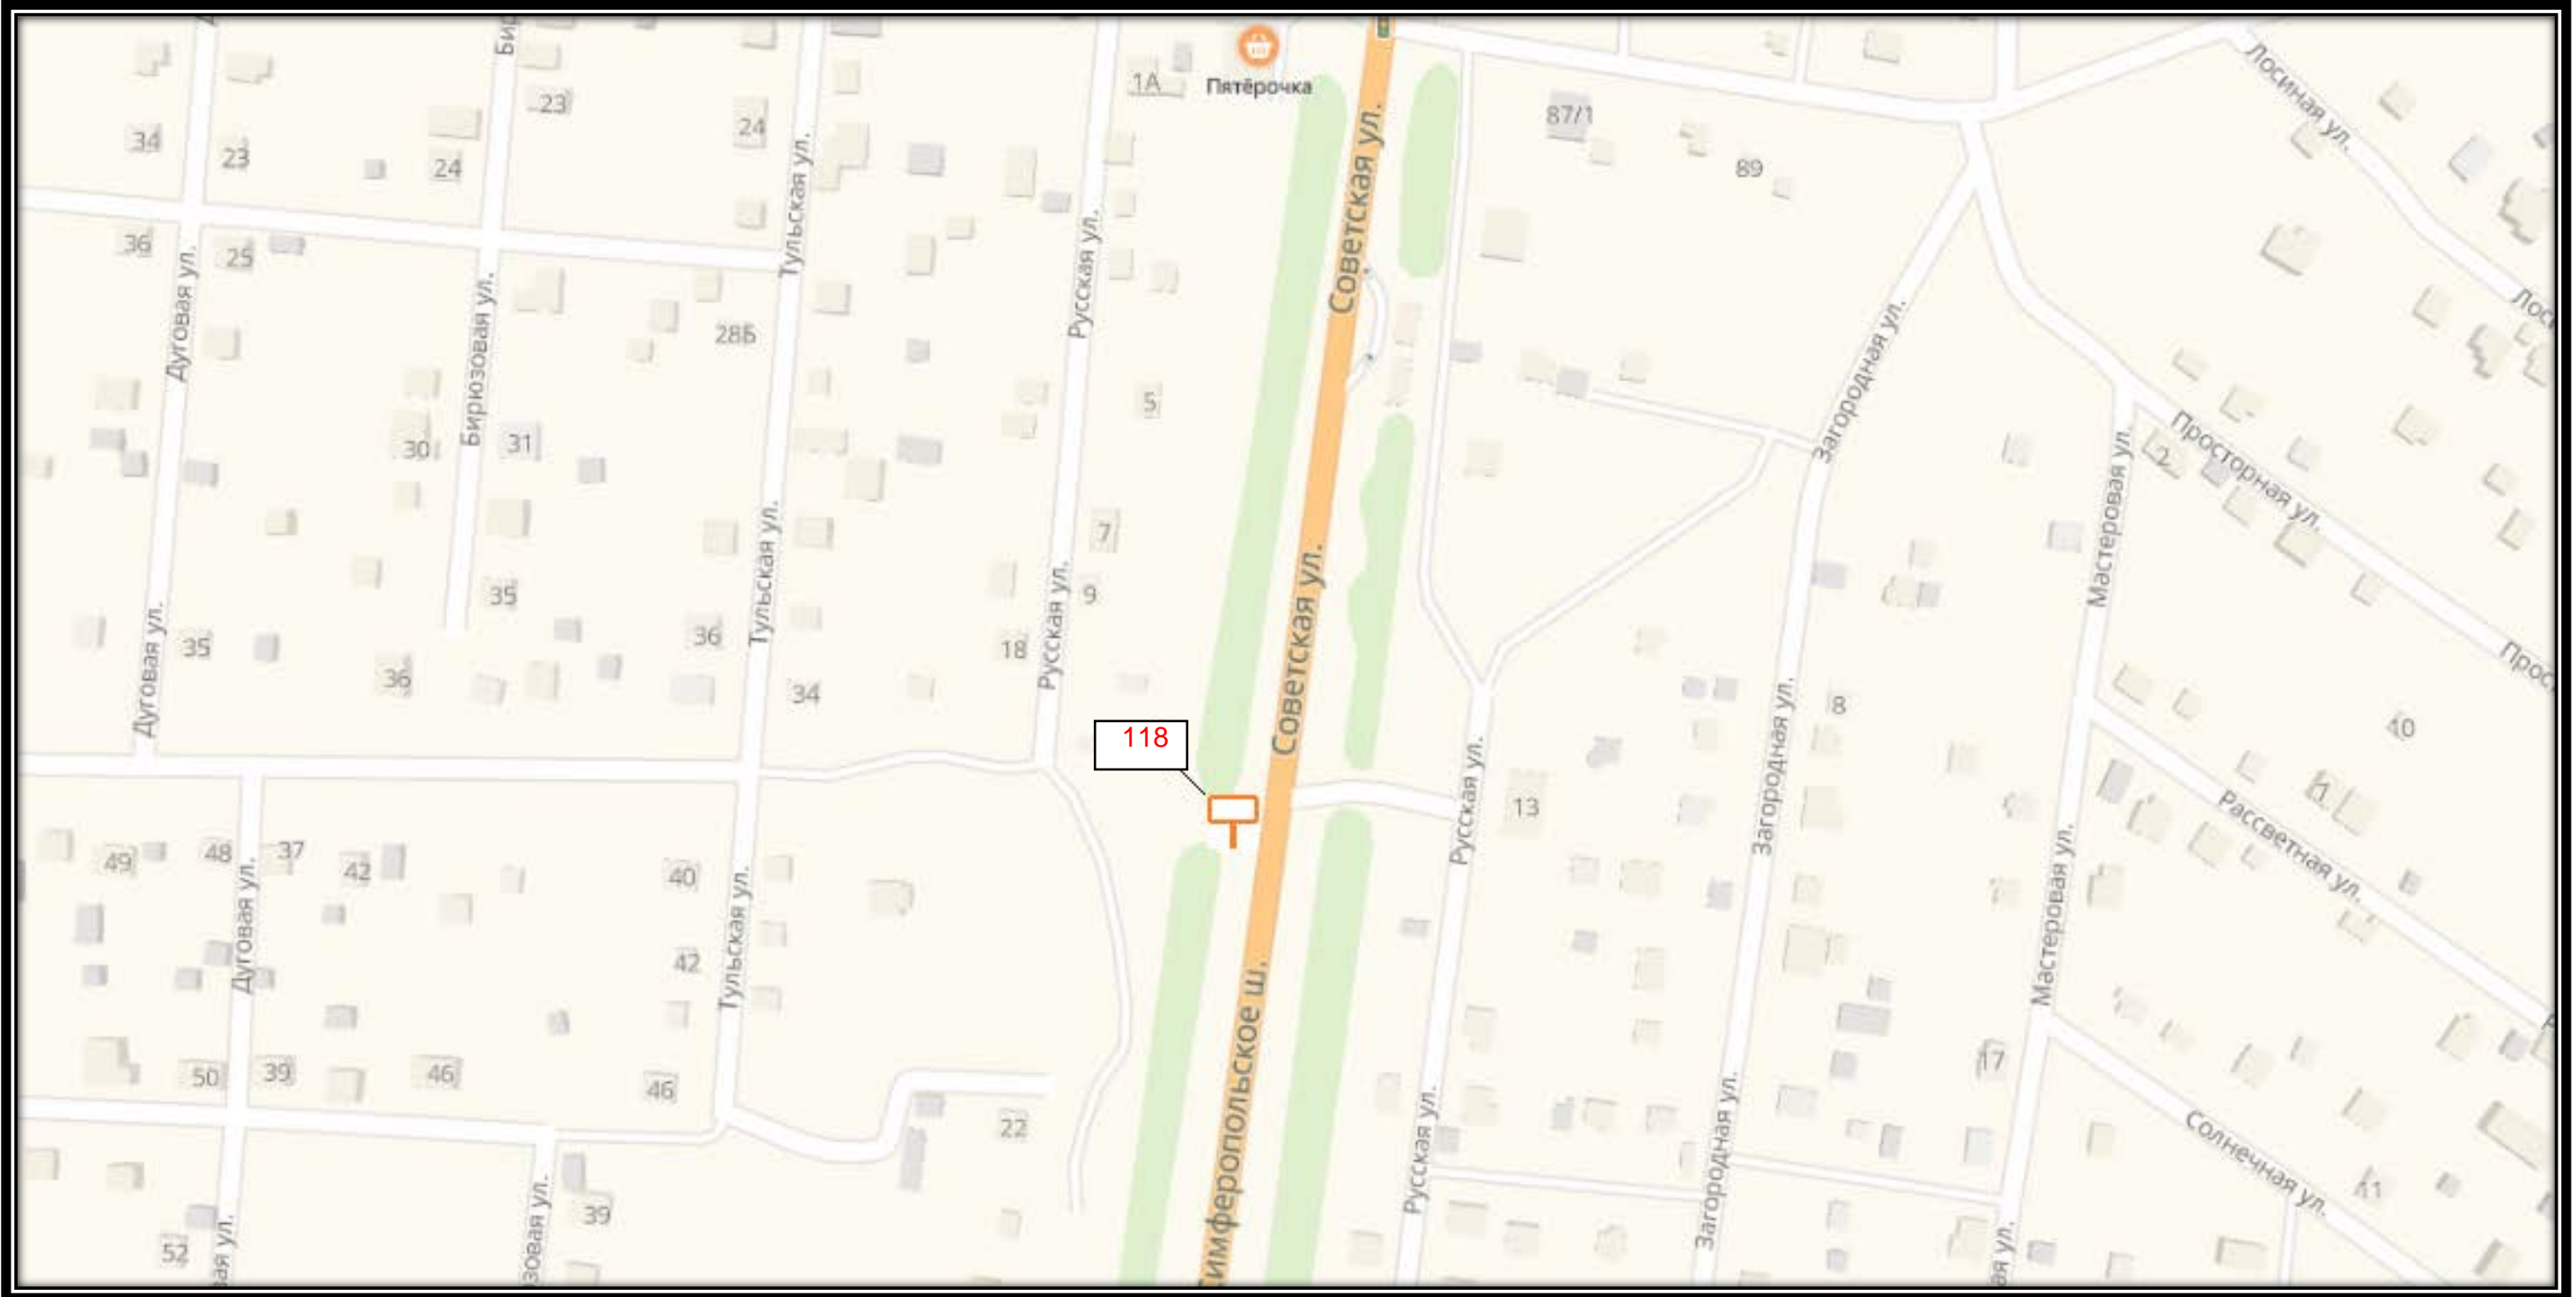 Пятёрочка
1А
87/1
89
Лосиная ул.
34
23
24
23
24
36
25
Дуговая ул.
Бирюзовая ул.
Тульская ул.
Русская ул.
Советская ул.
28Б
5
30
31
Загородная ул.
Мастеровая ул.
2
Просторная ул.
7
9
35
35
36
36
34
18
Дуговая ул.
Тульская ул.
Русская ул.
Советская ул.
118
8
40
Русская ул.
13
Загородная ул.
1
Рассветная ул.
49
48
37
42
40
42
Дуговая ул.
Тульская ул.
Мастеровая ул.
50
39
46
46
22
17
Солнечная ул.
Русская ул.
Загородная ул.
39
52